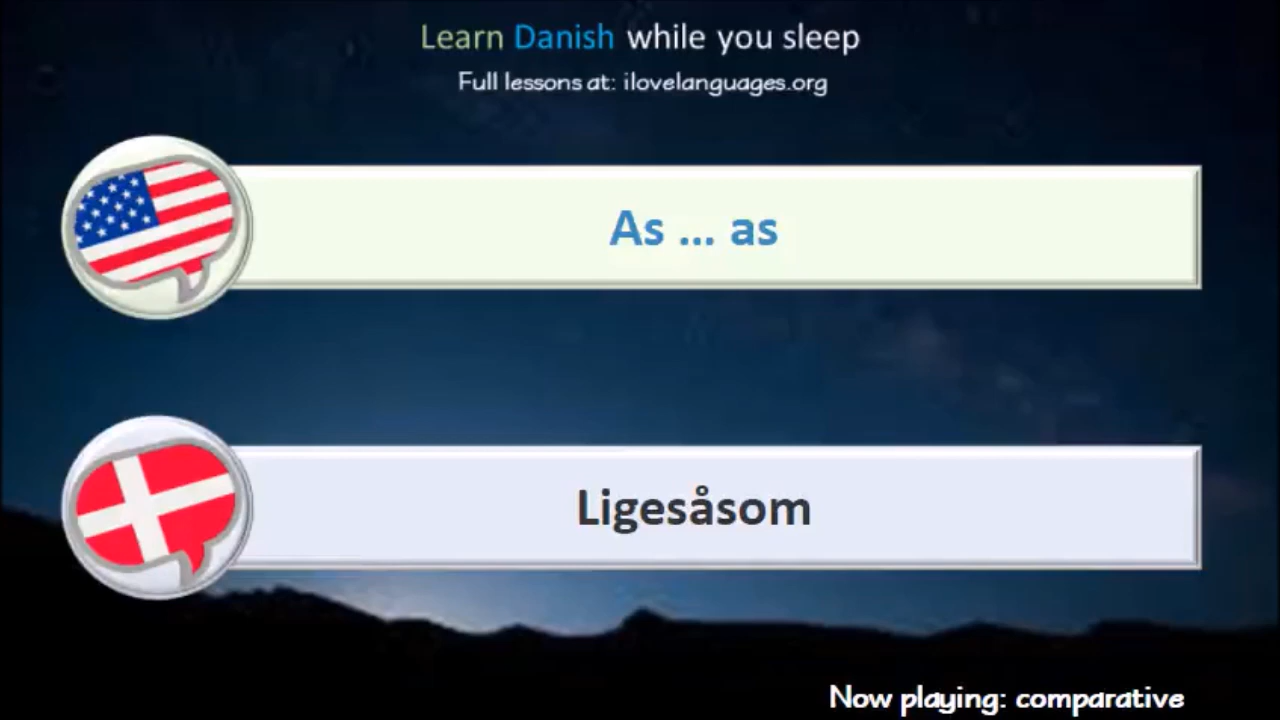 Learn Danish while you sleep
Full lessons at: ilovelanguages.org
As ... as
Ligesåsom
Now playing: comparative